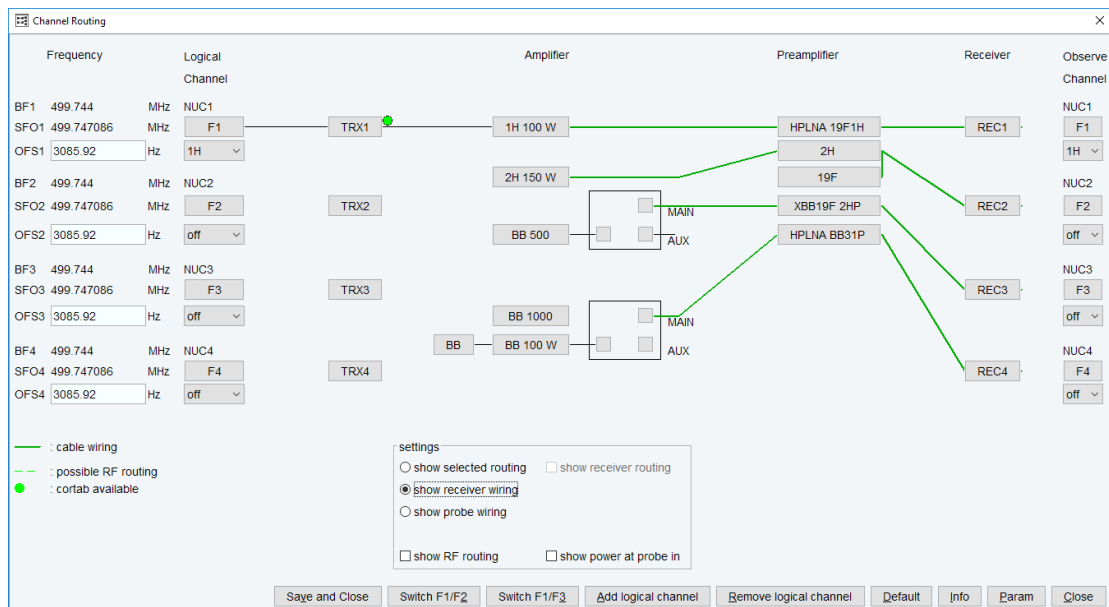 Channel Routing
Frequency Logical Channel Amplifier Preamplifier Receiver Observe Channel
BF1 499.744 MHz NUC1 NUC1
SFO1 499.747086 MHz F1 TRX1 1H 100 W HPLNA 19F1H REC1 F1
OFS1 3085.92 Hz 1H 2H 1H
2H 150 W 19F
BF2 499.744 MHz NUC2 NUC2
SFO2 499.747086 MHz F2 TRX2 MAIN XBB19F 2HP REC2 F2
OFS2 3085.92 Hz off BB 500 AUX HPLNA BB31P off
BF3 499.744 MHz NUC3 NUC3
SFO3 499.747086 MHz F3 TRX3 REC3 F3
OFS3 3085.92 Hz off BB 1000 MAIN off
BB BB 100 W AUX
BF4 499.744 MHz NUC4 NUC4
SFO4 499.747086 MHz F4 TRX4 REC4 F4
OFS4 3085.92 Hz off off
: cable wiring
: possible RF routing
: cortab available
settings
show selected routing show receiver routing
show receiver wiring
show probe wiring
show RF routing show power at probe in
Save and Close Switch F1/F2 Switch F1/F3 Add logical channel Remove logical channel Default Info Param Close